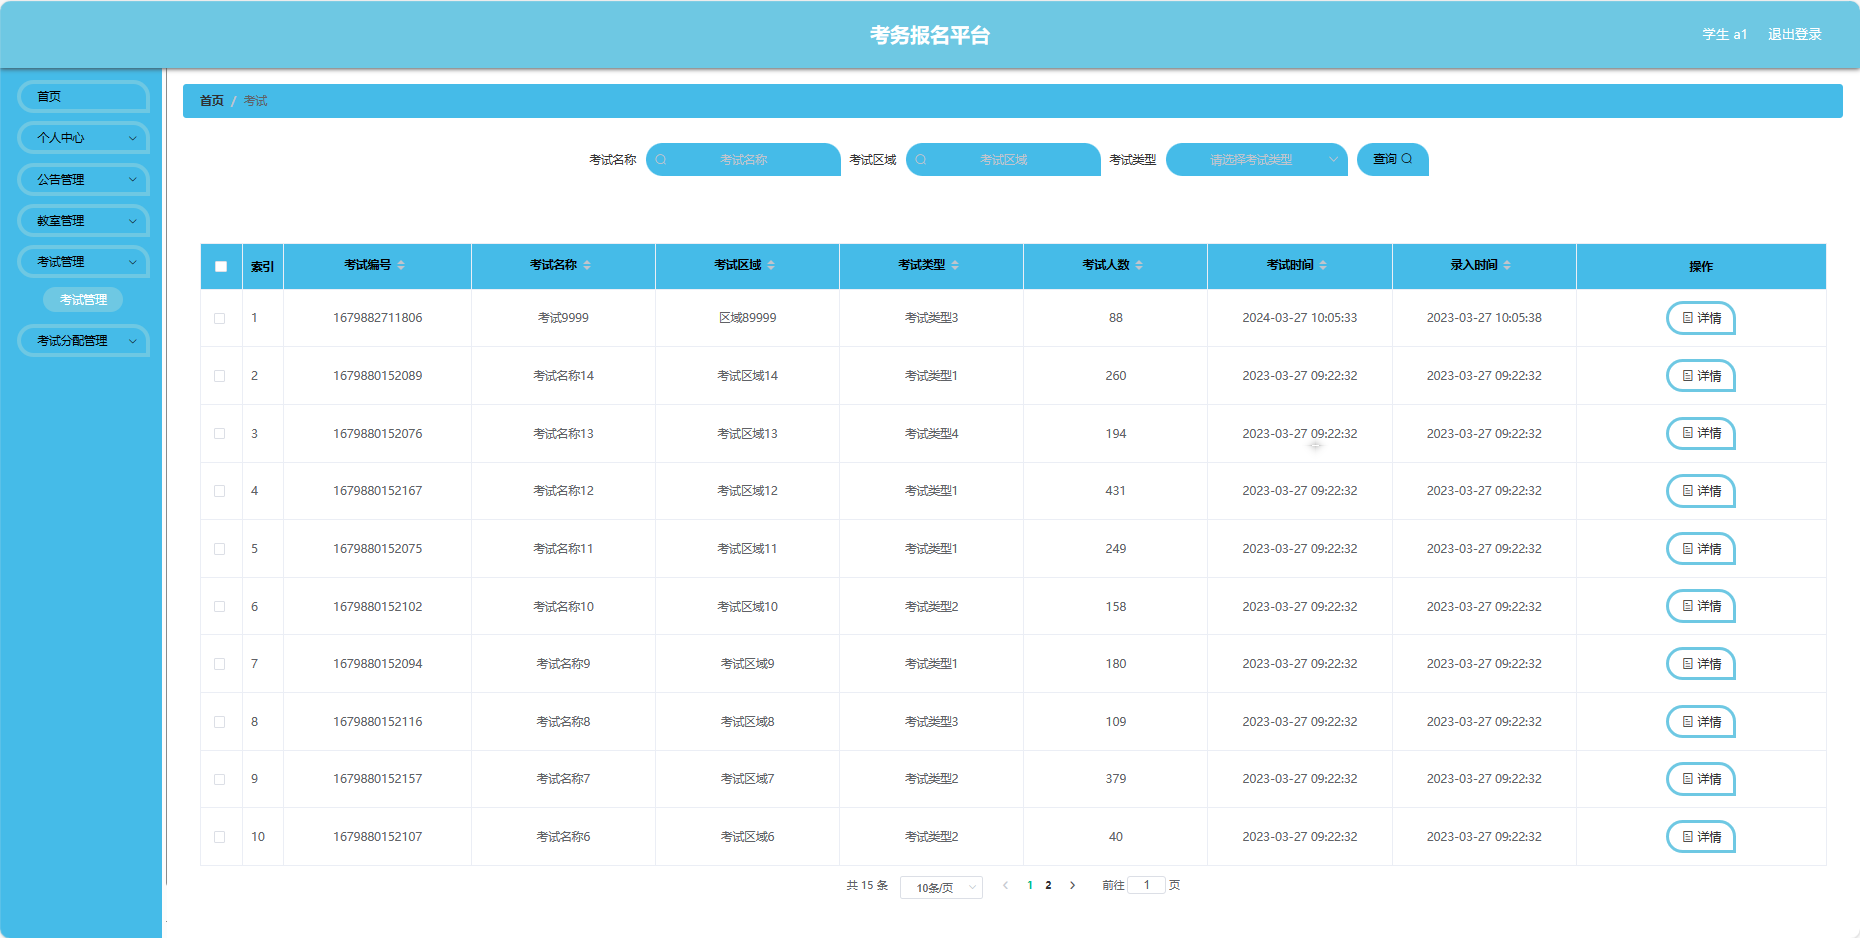 考务报名平台
学生 a1 退出登录
首页
个人中心
公告管理
教室管理
考试管理
考试管理
考试分配管理
首页 / 考试
考试名称 考试名称 考试区域 考试区域 考试类型 请选择考试类型 查询
索引 考试编号 考试名称 考试区域 考试类型 考试人数 考试时间 录入时间 操作
1 1679882711806 考试9999 区域89999 考试类型3 88 2024-03-27 10:05:33 2023-03-27 10:05:38 详情
2 1679880152089 考试名称14 考试区域14 考试类型1 260 2023-03-27 09:22:32 2023-03-27 09:22:32 详情
3 1679880152076 考试名称13 考试区域13 考试类型4 194 2023-03-27 09:22:32 2023-03-27 09:22:32 详情
4 1679880152167 考试名称12 考试区域12 考试类型1 431 2023-03-27 09:22:32 2023-03-27 09:22:32 详情
5 1679880152075 考试名称11 考试区域11 考试类型1 249 2023-03-27 09:22:32 2023-03-27 09:22:32 详情
6 1679880152102 考试名称10 考试区域10 考试类型2 158 2023-03-27 09:22:32 2023-03-27 09:22:32 详情
7 1679880152094 考试名称9 考试区域9 考试类型1 180 2023-03-27 09:22:32 2023-03-27 09:22:32 详情
8 1679880152116 考试名称8 考试区域8 考试类型3 109 2023-03-27 09:22:32 2023-03-27 09:22:32 详情
9 1679880152157 考试名称7 考试区域7 考试类型2 379 2023-03-27 09:22:32 2023-03-27 09:22:32 详情
10 1679880152107 考试名称6 考试区域6 考试类型2 40 2023-03-27 09:22:32 2023-03-27 09:22:32 详情
共 15 条 10条/页 1 2 前往 1 页